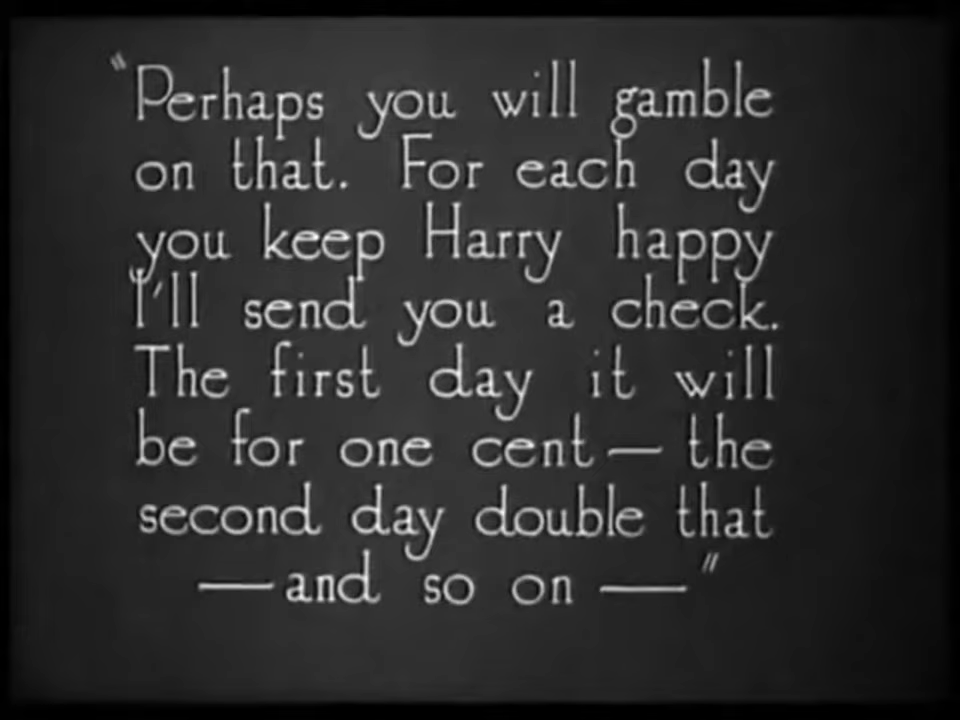 "Perhaps you will gamble
on that. For each day
you keep Harry happy
I'll send you a check.
The first day it will
be for one cent — the
second day double that
— and so on —"